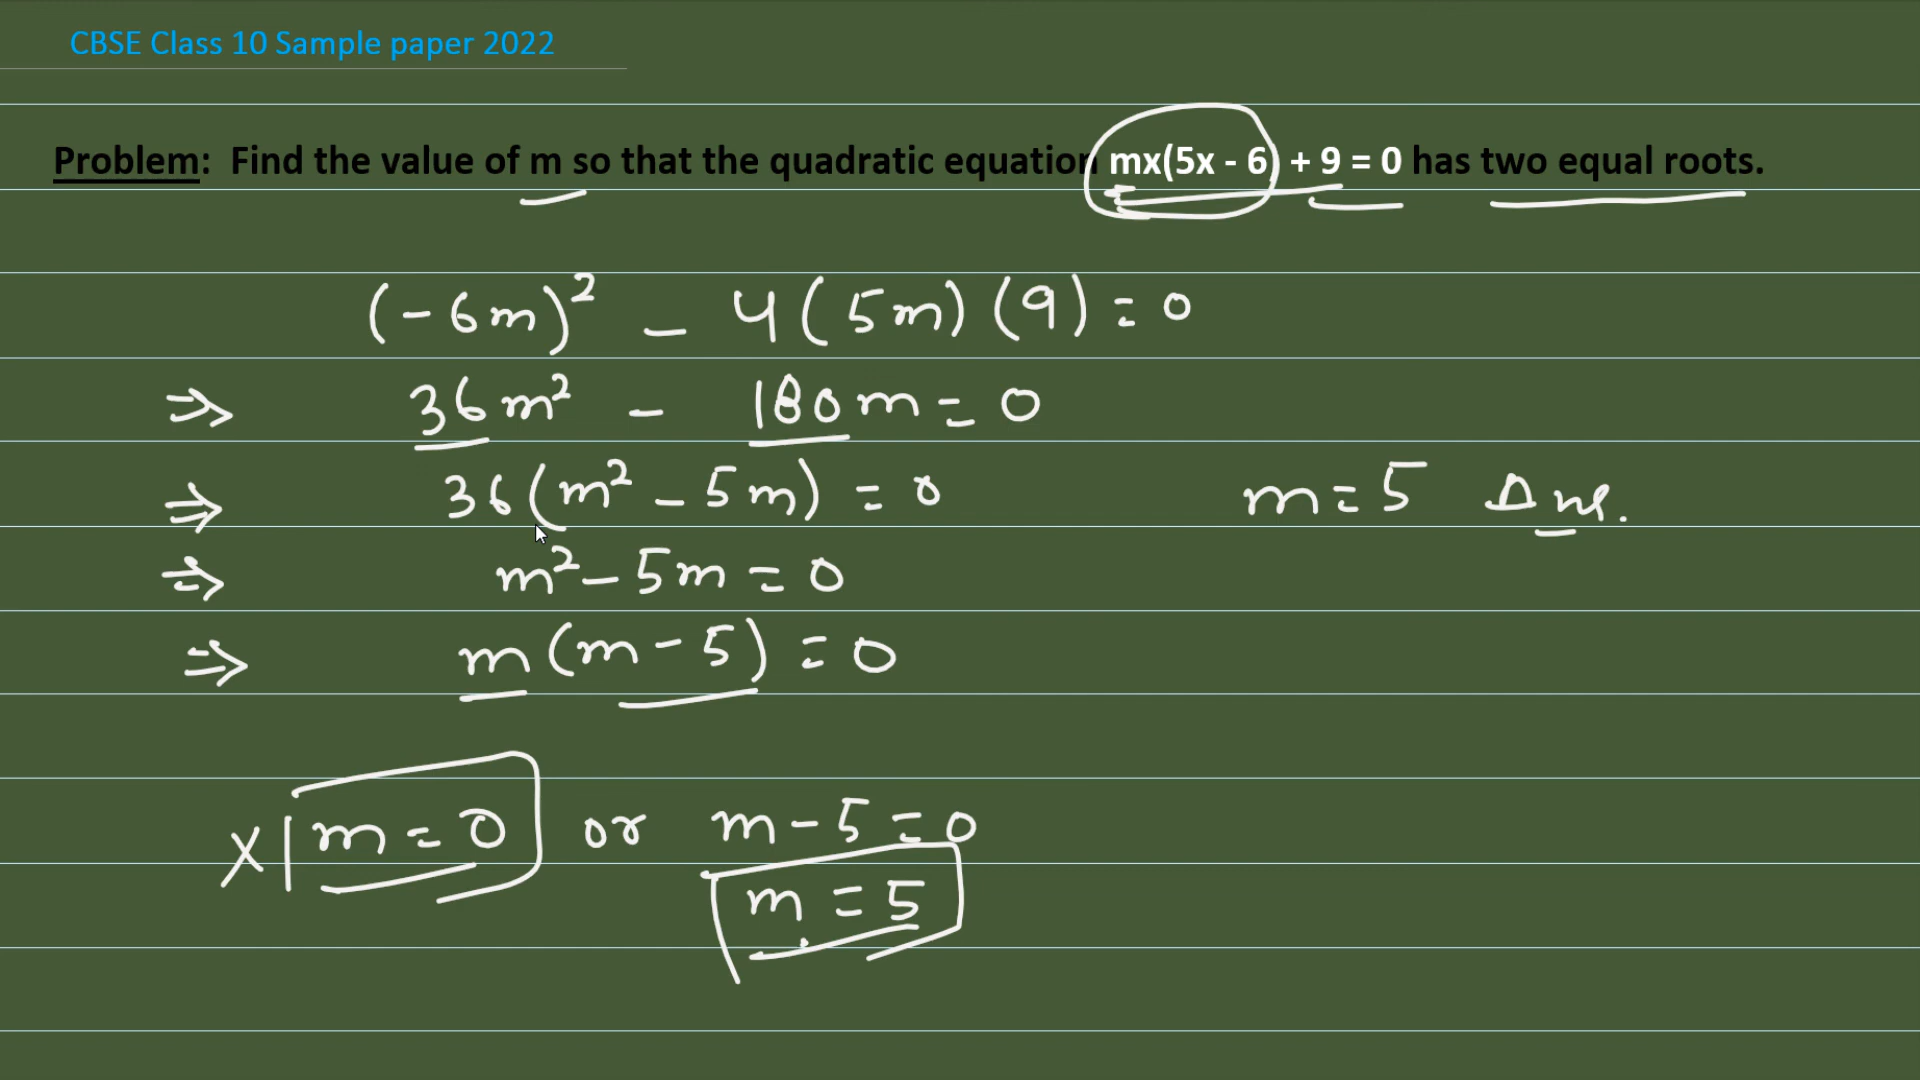 CBSE Class 10 Sample paper 2022
Problem: Find the value of m so that the quadratic equation mx(5x - 6) + 9 = 0 has two equal roots.
(-6m)² - 4(5m)(9) = 0
⇒ 36m² - 180m = 0
⇒ 36(m² - 5m) = 0 m = 5 Ans.
⇒ m² - 5m = 0
⇒ m(m - 5) = 0
X | m = 0 or m - 5 = 0
m = 5